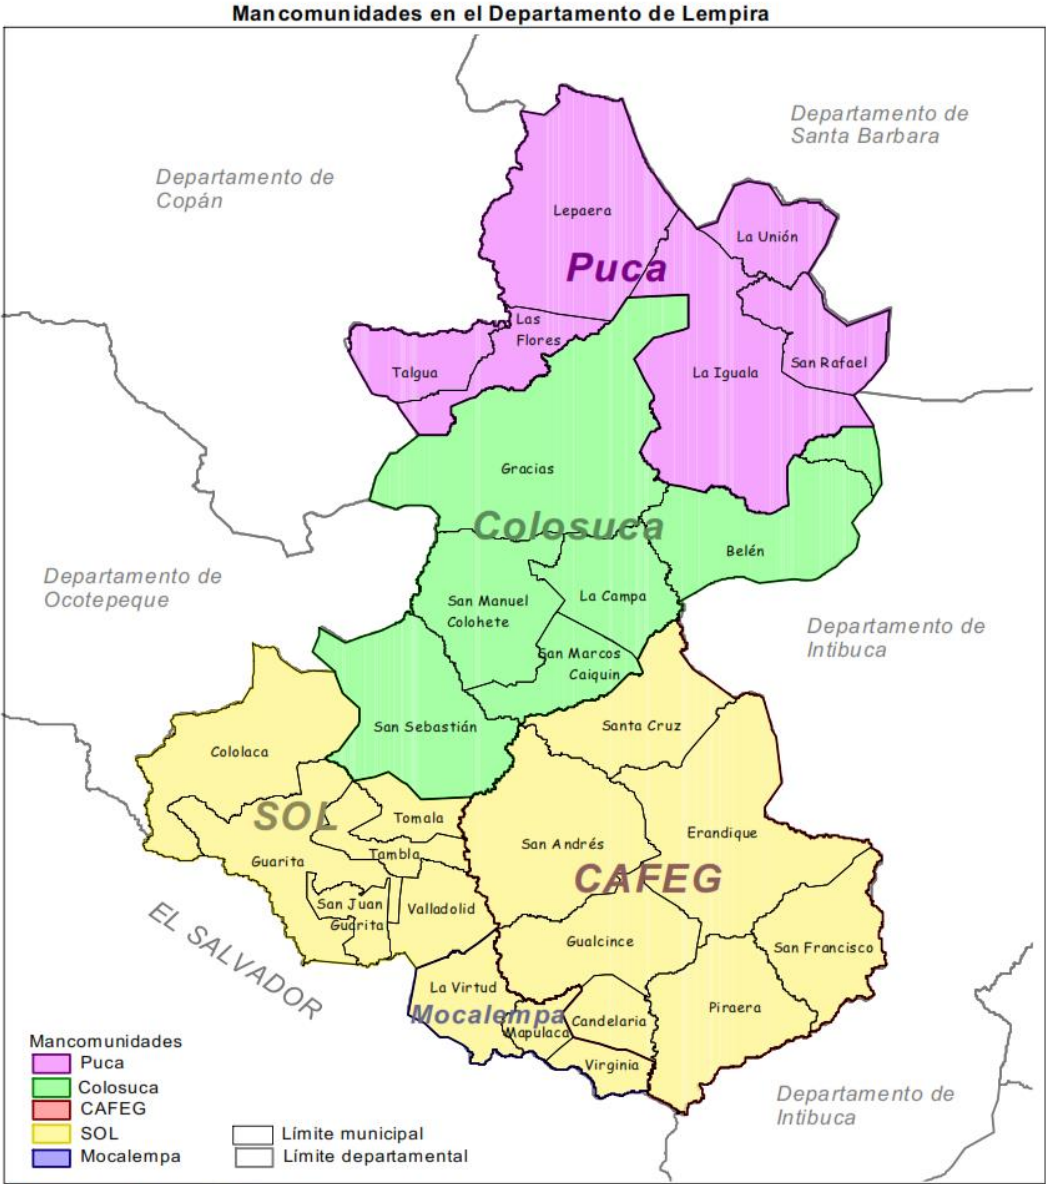 Mancomunidades en el Departamento de Lempira
Departamento de
Santa Barbara
Departamento de
Copán
Lepaera
La Unión
Puca
Las
Flores
Talgua
La Iguala
San Rafael
Gracias
Colosuca
Belén
Departamento de
Ocotepeque
La Campa
San Manuel
Colohete
Departamento de
Intibuca
San Marcos
Caiquin
San Sebastián
Santa Cruz
Cololaca
SOL
Tomala
Erandique
San Andrés
Tambla
Guarita
CAFEG
San Juan
Guarita
Valladolid
EL SALVADOR
Gualcince
San Francisco
La Virtud
Mocalempa
Piraera
Candelaria
Mapulaca
Virginia
Departamento de
Intibuca
Mancomunidades
Puca
Colosuca
CAFEG
SOL
Mocalempa
Límite municipal
Límite departamental